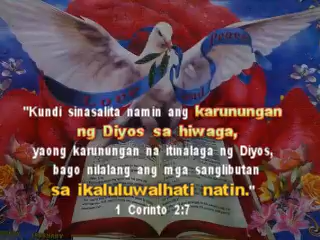 Peace
"Kundi sinasalita namin ang karunungan
ng Diyos sa hiwaga,
yaong karunungan na itinalaga ng Diyos,
bago nilalang ang mga sanglibutan
sa ikaluluwalhati natin."
1 Corinto 2:7